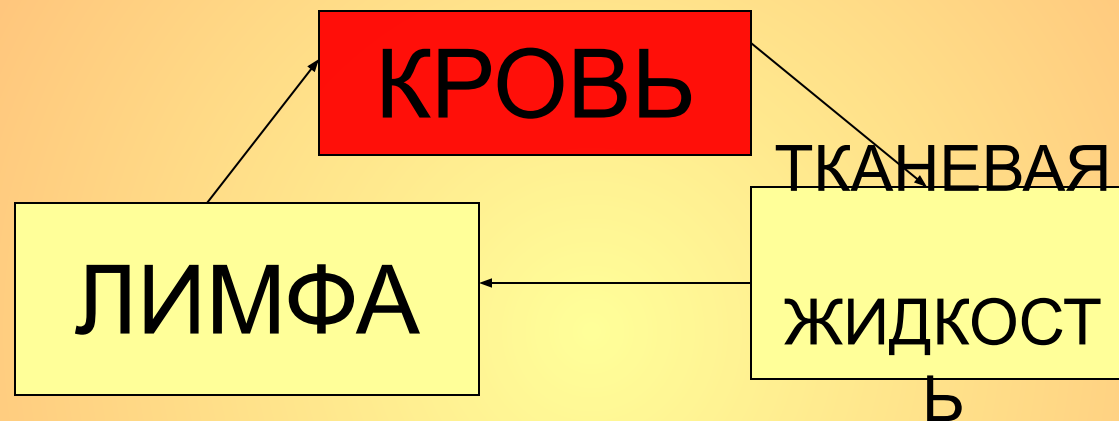 КРОВЬ
ТКАНЕВАЯ
ЛИМФА
ЖИДКОСТ
Ь